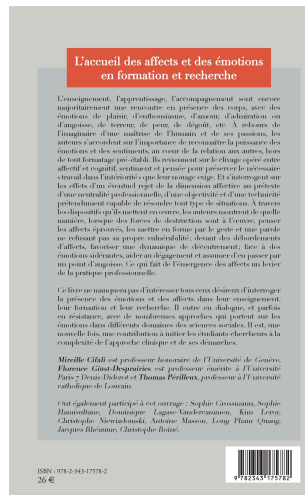 L'accueil des affects et des émotions
en formation et recherche
L'enseignement, l'apprentissage, l'accompagnement sont encore
majoritairement une rencontre en présence des corps, avec des
émotions de plaisir, d'enthousiasme, d'amour, d'admiration ou
d'angoisse, de terreur, de peur, de dégoût, etc. À rebours de
l'imaginaire d'une maîtrise de l'humain et de ses passions, les
auteurs s'accordent sur l'importance de reconnaître la puissance des
émotions et des sentiments, au cœur de la relation aux autres, hors
de tout formatage pré-établi. Ils reviennent sur le clivage opéré entre
affectif et cognitif, sentiment et pensée pour préserver le nécessaire
« travail dans l'intériorité » que leur nouage exige. Et s'interrogent sur
les effets d'un éventuel rejet de la dimension affective au prétexte
d'une neutralité professionnelle, d'une objectivité et d'une technicité
prétendument capable de résoudre tout type de situations. À travers
les dispositifs qu'ils mettent en œuvre, les auteurs montrent de quelle
manière, lorsque des forces de destruction sont à l'œuvre, penser
les affects éprouvés, les mettre en forme par le geste et une parole
ne refusant pas sa propre vulnérabilité ; devant des débordements
d'affects, favoriser une dynamique de décentrement ; face à des
émotions sidérantes, aider au dégagement et assumer d'en passer par
un point d'angoisse. Ce qui fait de l'émergence des affects un levier
de la pratique professionnelle.
Ce livre ne manquera pas d'intéresser tous ceux désireux d'interroger
la présence des émotions et des affects dans leur enseignement,
leur formation et leur recherche. Il entre en dialogue, et parfois
en résistance, avec de nombreuses approches qui portent sur les
émotions dans différents domaines des sciences sociales. Il est, une
nouvelle fois, une contribution à initier les étudiants chercheurs à la
complexité de l'approche clinique et de ses démarches.
Mireille Cifali est professeur honoraire de l'Université de Genève,
Florence Giust-Desprairies est professeur émérite à l'Université
Paris 7 Denis-Diderot et Thomas Périlleux, professeur à l'Université
catholique de Louvain.
Ont également participé à cet ouvrage : Sophie Grossmann, Sophie
Hamisultane, Dominique Lagase-Vandercammen, Kim Leroy,
Christophe Niewiadomski, Antoine Masson, Long Pham Quang,
Jacques Rhéaume, Christophe Roiné.
ISBN : 978-2-343-17578-2
26 €
9 782343 175782